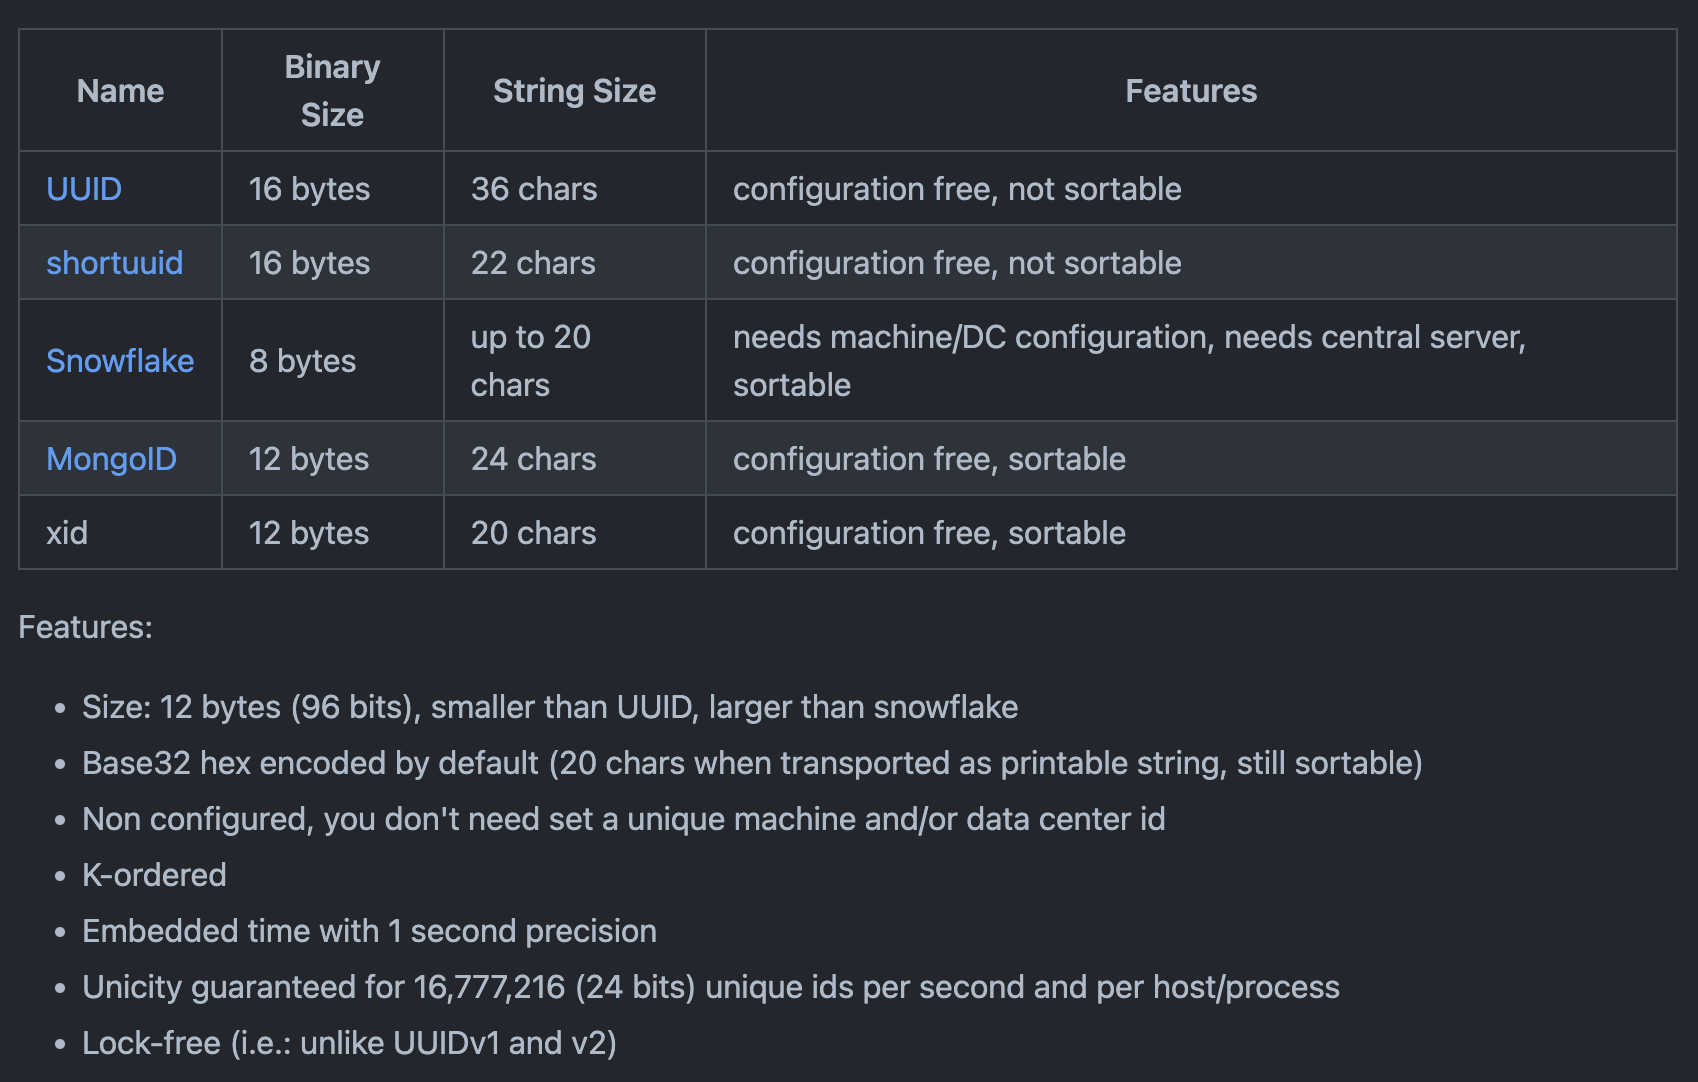 Name
Binary
Size
String Size
Features
UUID
16 bytes
36 chars
configuration free, not sortable
shortuuid
16 bytes
22 chars
configuration free, not sortable
Snowflake
8 bytes
up to 20
chars
needs machine/DC configuration, needs central server,
sortable
MongoID
12 bytes
24 chars
configuration free, sortable
xid
12 bytes
20 chars
configuration free, sortable
Features:
• Size: 12 bytes (96 bits), smaller than UUID, larger than snowflake
• Base32 hex encoded by default (20 chars when transported as printable string, still sortable)
• Non configured, you don't need set a unique machine and/or data center id
• K-ordered
• Embedded time with 1 second precision
• Unicity guaranteed for 16,777,216 (24 bits) unique ids per second and per host/process
• Lock-free (i.e.: unlike UUIDv1 and v2)